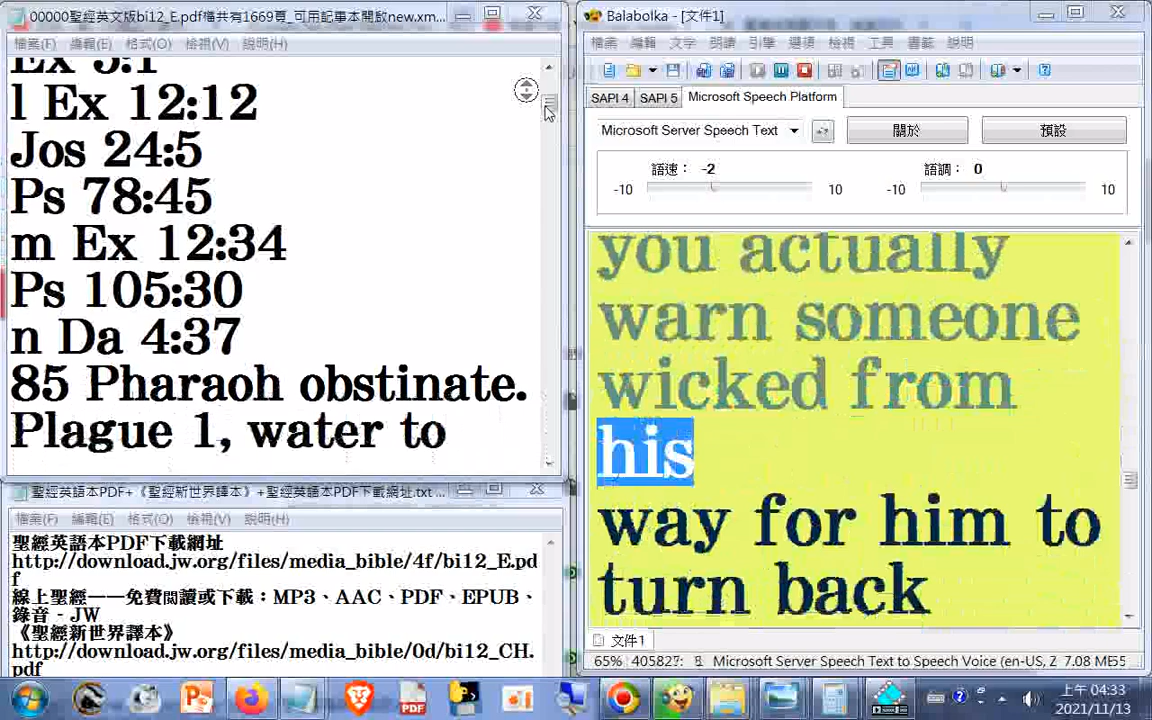 00000聖經英文版bi12_E.pdf檔共有1669頁_可用記事本開啟new.xm...
檔案(F) 編輯(E) 格式(O) 檢視(V) 說明(H)
Ex 5:1
l Ex 12:12
Jos 24:5
Ps 78:45
m Ex 12:34
Ps 105:30
n Da 4:37
85 Pharaoh obstinate.
Plague 1, water to
聖經英語本PDF+《聖經新世界譯本》+聖經英語本PDF下載網址.txt ...
檔案(F) 編輯(E) 格式(O) 檢視(V) 說明(H)
聖經英語本PDF下載網址
http://download.jw.org/files/media_bible/4f/bi12_E.pd
f
線上聖經——免費閱讀或下載：MP3、AAC、PDF、EPUB、
錄音 - JW
《聖經新世界譯本》
http://download.jw.org/files/media_bible/0d/bi12_CH.
pdf
Balabolka - [文件1]
檔案 編輯 文字 朗讀 引擎 選項 檢視 工具 書籤 說明
SAPI 4 SAPI 5 Microsoft Speech Platform
Microsoft Server Speech Text 關於 預設
語速： -2 語調： 0
-10 10 -10 10
you actually
warn someone
wicked from
his
way for him to
turn back
文件1
65% 405827: Microsoft Server Speech Text to Speech Voice (en-US, Z 7.08 MB
上午 04:33
2021/11/13